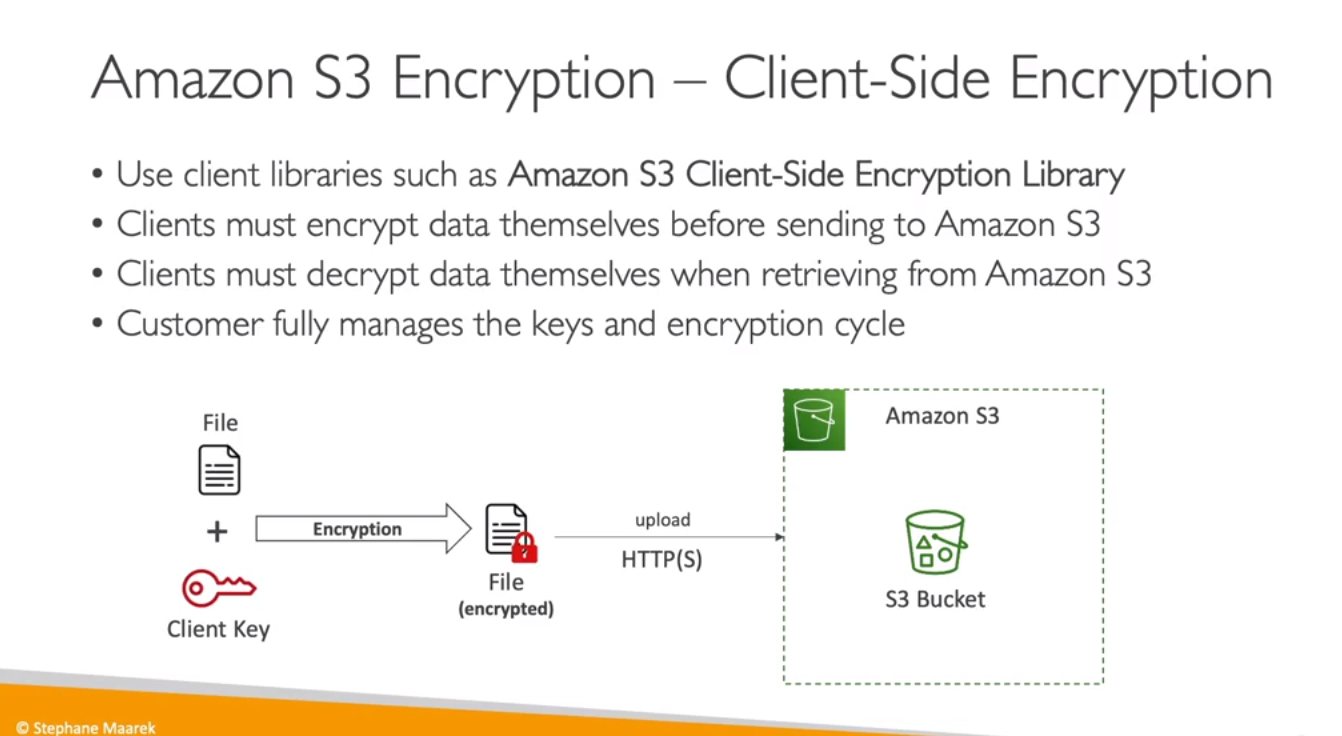 Amazon S3 Encryption – Client-Side Encryption
• Use client libraries such as Amazon S3 Client-Side Encryption Library
• Clients must encrypt data themselves before sending to Amazon S3
• Clients must decrypt data themselves when retrieving from Amazon S3
• Customer fully manages the keys and encryption cycle
File
+
Client Key
Encryption
File
(encrypted)
upload
HTTP(S)
Amazon S3
S3 Bucket
© Stephane Maarek